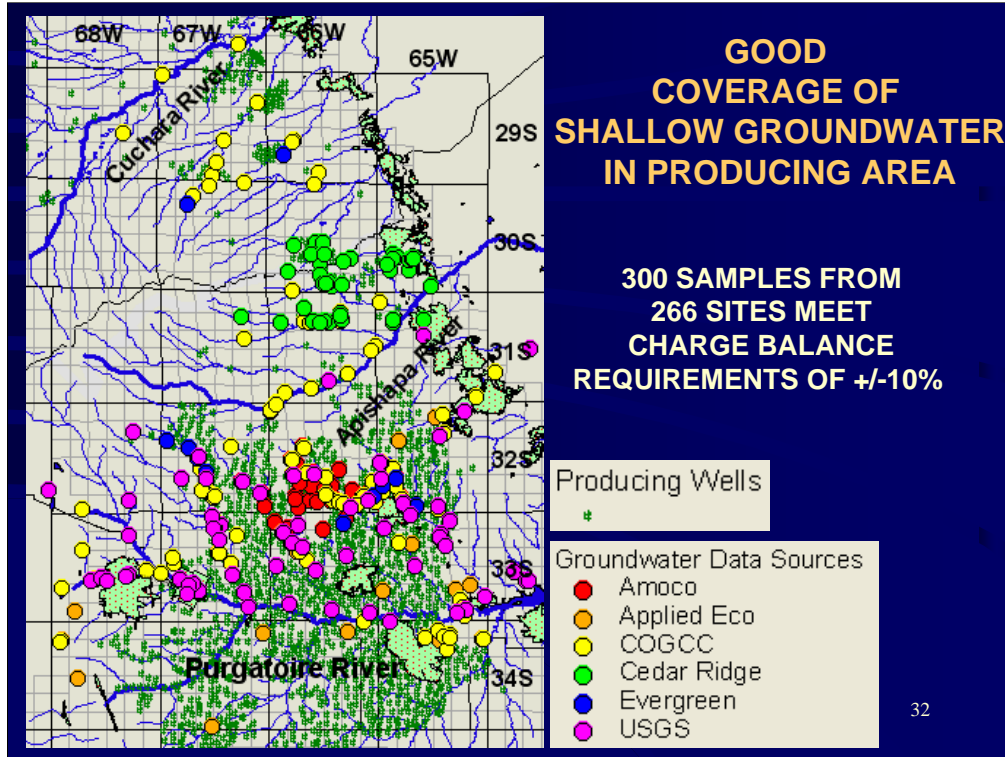 68W
67W
66W
65W
Cuchara River
29S
30S
31S
Apishapa River
32S
33S
Purgatoire River
34S
GOOD
COVERAGE OF
SHALLOW GROUNDWATER
IN PRODUCING AREA
300 SAMPLES FROM
266 SITES MEET
CHARGE BALANCE
REQUIREMENTS OF +/-10%
Producing Wells
Groundwater Data Sources
Amoco
Applied Eco
COGCC
Cedar Ridge
Evergreen
USGS
32